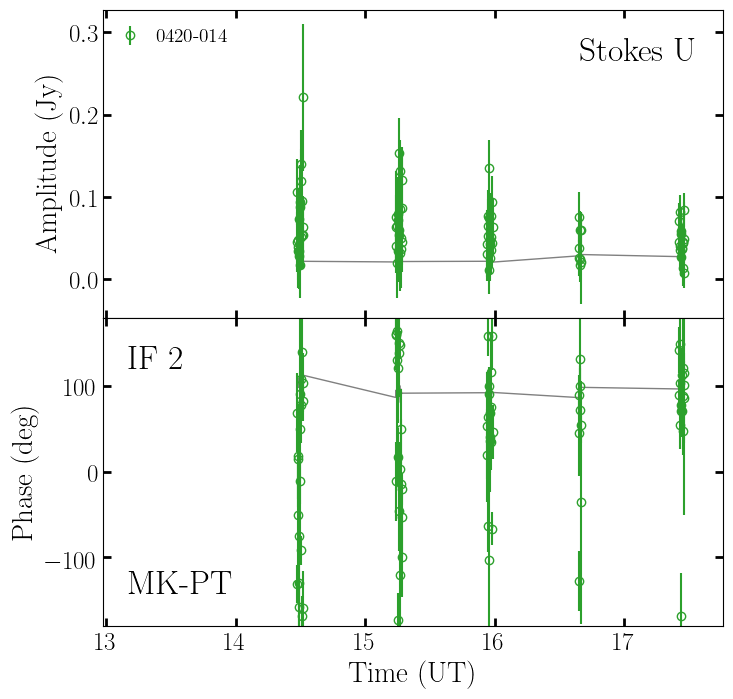 0.3
0420-014
Stokes U
0.2
0.1
0.0
Amplitude (Jy)
IF 2
100
0
−100
Phase (deg)
MK-PT
13 14 15 16 17
Time (UT)